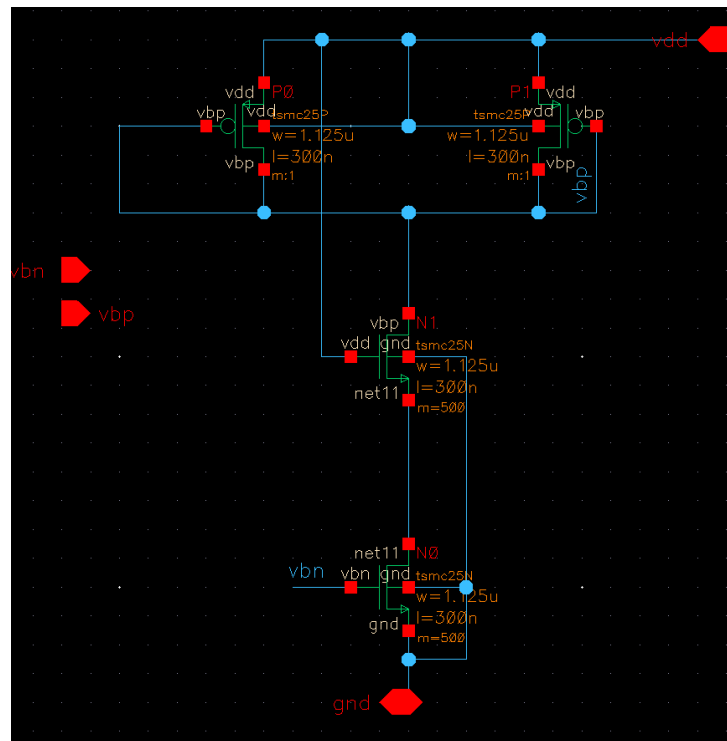 vdd
vdd P0
P1 vdd
vbp vdd tsmc25P
tsmc25P vdd vbp
w=1.125u
w=1.125u
l=300n
l=300n
vbp m:1
m:1 vbp
vbp
vbn
vbp
vbp N1
vdd gnd tsmc25N
w=1.125u
l=300n
net11 m=500
net11 N0
vbn
vbn gnd tsmc25N
w=1.125u
l=300n
gnd m=500
gnd